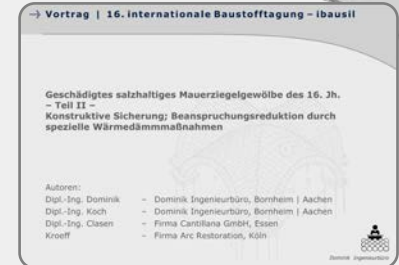 → Vortrag | 16. internationale Baustofftagung – ibausil
Geschädigtes salzhaltiges Mauerziegelgewölbe des 16. Jh.
– Teil II –
Konstruktive Sicherung; Beanspruchungsreduktion durch
spezielle Wärmedämmmaßnahmen
Autoren:
Dipl.-Ing. Dominik – Dominik Ingenieurbüro, Bornheim | Aachen
Dipl.-Ing. Koch – Dominik Ingenieurbüro, Bornheim | Aachen
Dipl.-Ing. Clasen – Firma Cantillana GmbH, Essen
Kroeff – Firma Arc Restoration, Köln
Dominik Ingenieurbüro